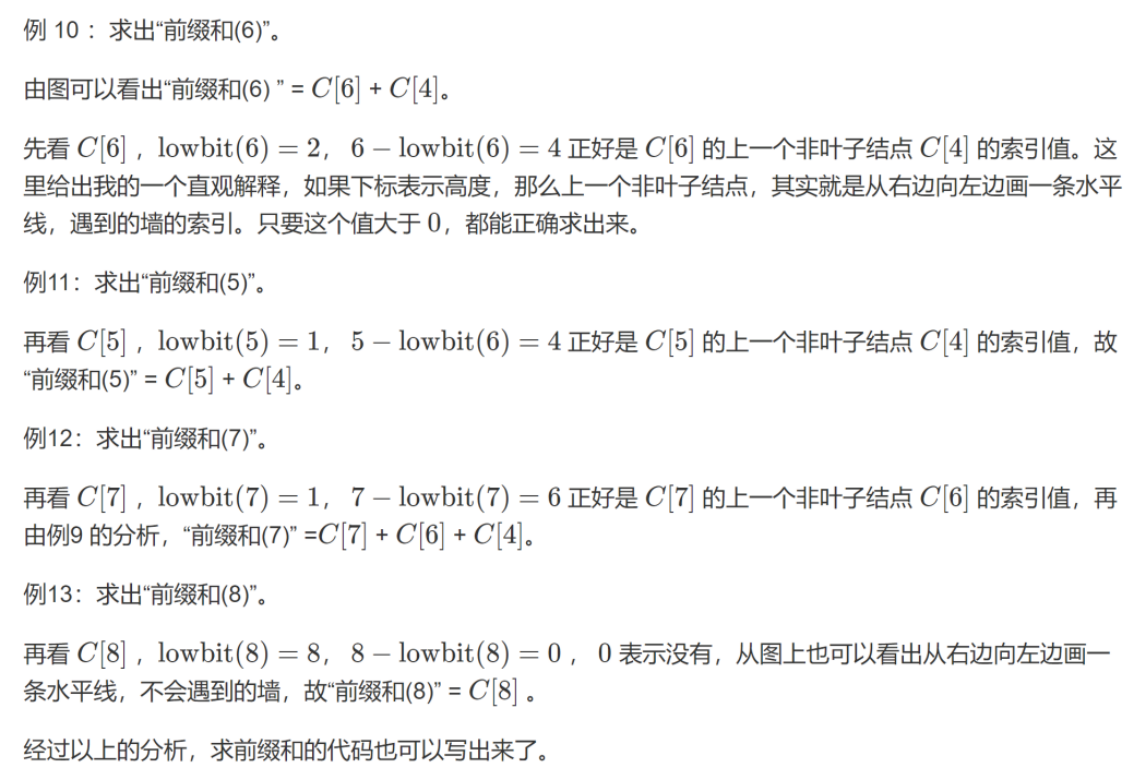 例 10 ：求出“前缀和(6)”。
由图可以看出“前缀和(6) ” = C[6] + C[4]。
先看 C[6] ，lowbit(6) = 2， 6 − lowbit(6) = 4 正好是 C[6] 的上一个非叶子结点 C[4] 的索引值。这
里给出我的一个直观解释，如果下标表示高度，那么上一个非叶子结点，其实就是从右边向左边画一条水平
线，遇到的墙的索引。只要这个值大于 0，都能正确求出来。
例11：求出“前缀和(5)”。
再看 C[5] ，lowbit(5) = 1， 5 − lowbit(6) = 4 正好是 C[5] 的上一个非叶子结点 C[4] 的索引值，故
“前缀和(5)” = C[5] + C[4]。
例12：求出“前缀和(7)”。
再看 C[7] ，lowbit(7) = 1， 7 − lowbit(7) = 6 正好是 C[7] 的上一个非叶子结点 C[6] 的索引值，再
由例9 的分析，“前缀和(7)” =C[7] + C[6] + C[4]。
例13：求出“前缀和(8)”。
再看 C[8] ，lowbit(8) = 8， 8 − lowbit(8) = 0 ， 0 表示没有，从图上也可以看出从右边向左边画一
条水平线，不会遇到的墙，故“前缀和(8)” = C[8] 。
经过以上的分析，求前缀和的代码也可以写出来了。